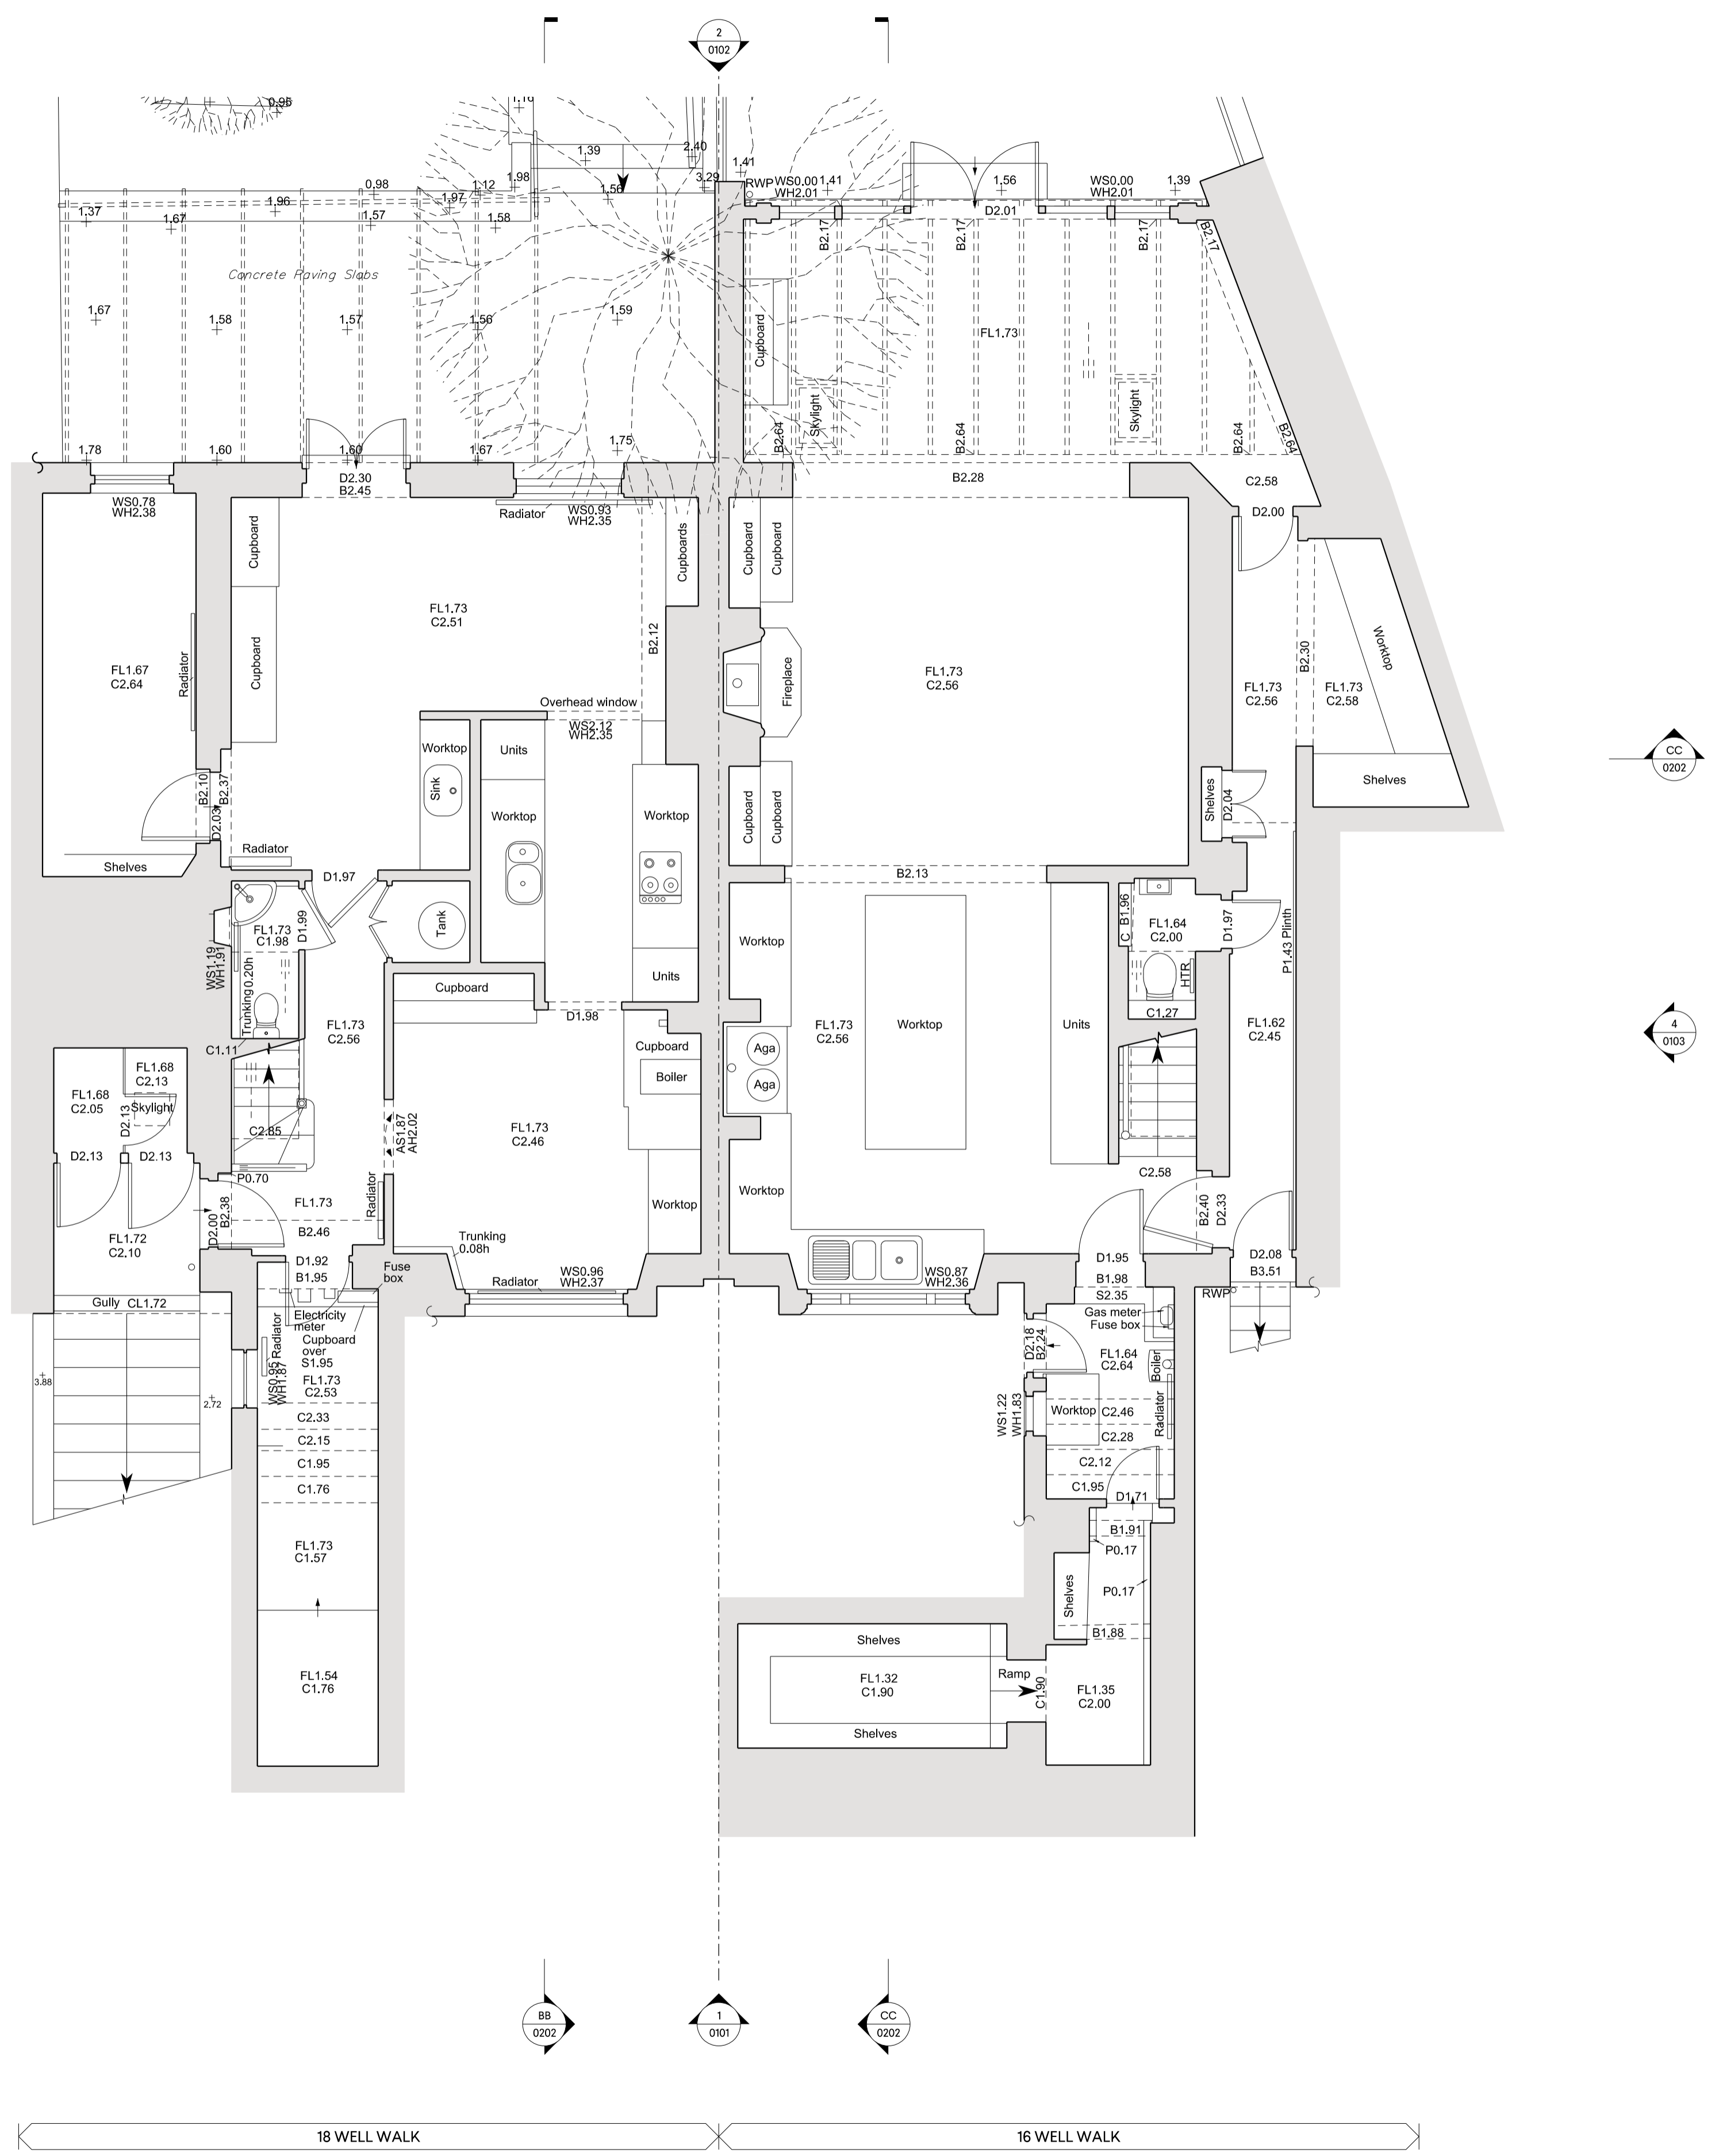 2
0102
0.96
1.16
1.39
2.40
1.98
1.56
3.29
1.41
RWP
WS0.00
WH2.01
1.41
1.56
WS0.00
WH2.01
1.39
D2.01
0.98
1.12
1.97
1.96
1.37
1.67
1.57
1.58
B2.17
B2.17
B2.17
B2.17
Concrete Paving Slabs
1.67
1.58
1.57
1.56
1.59
Cupboard
FL1.73
Skylight
Skylight
B2.64
B2.64
B2.64
B2.64
1.78
1.60
1.60
1.67
1.75
D2.30
B2.45
B2.28
C2.58
D2.00
WS0.78
WH2.38
Radiator
WS0.93
WH2.35
Cupboard
Cupboards
Cupboard
Cupboard
FL1.73
C2.51
B2.12
Cupboard
FL1.67
C2.64
Radiator
Fireplace
FL1.73
C2.56
FL1.73
C2.56
B2.30
FL1.73
C2.58
Worktop
Shelves
Overhead window
WS2.12
WH2.35
Worktop
Sink
Units
Worktop
Worktop
Cupboard
Cupboard
Shelves
D2.04
CC
0202
B2.10
B2.37
D2.03
Radiator
Shelves
D1.97
B2.13
D1.99
FL1.73
C1.98
WS1.19
WH1.91
Trunking 0.20h
C1.11
Tank
Units
Cupboard
D1.98
Worktop
C
B1.96
FL1.64
C2.00
D1.97
HTR
C1.27
P1.43 Plinth
FL1.73
C2.56
FL1.73
C2.56
Worktop
Units
FL1.62
C2.45
4
0103
Cupboard
Boiler
Aga
Aga
FL1.68
C2.13
FL1.68
C2.05
Skylight
D2.13
D2.13
D2.13
C2.85
AS1.87
AH2.02
FL1.73
C2.46
P0.70
C2.58
D2.00
B2.38
FL1.73
B2.46
Radiator
Worktop
Worktop
B2.40
D2.33
FL1.72
C2.10
Trunking
0.08h
D1.92
B1.95
Fuse
box
Radiator
WS0.96
WH2.37
WS0.87
WH2.36
D1.95
B1.98
S2.35
D2.08
B3.51
RWP
Gully CL1.72
Electricity
meter
Cupboard
over
S1.95
Radiator
WS0.95
WH1.87
FL1.73
C2.53
Gas meter
Fuse box
D2.18
B2.24
FL1.64
C2.64
Boiler
Radiator
3.88
2.72
C2.33
C2.15
C1.95
C1.76
WS1.22
WH1.83
Worktop
C2.46
C2.28
C2.12
C1.95
D1.71
B1.91
P0.17
P0.17
FL1.73
C1.57
Shelves
B1.88
Shelves
FL1.54
C1.76
FL1.32
C1.90
Ramp
C1.90
FL1.35
C2.00
Shelves
BB
0202
1
0101
CC
0202
18 WELL WALK
16 WELL WALK